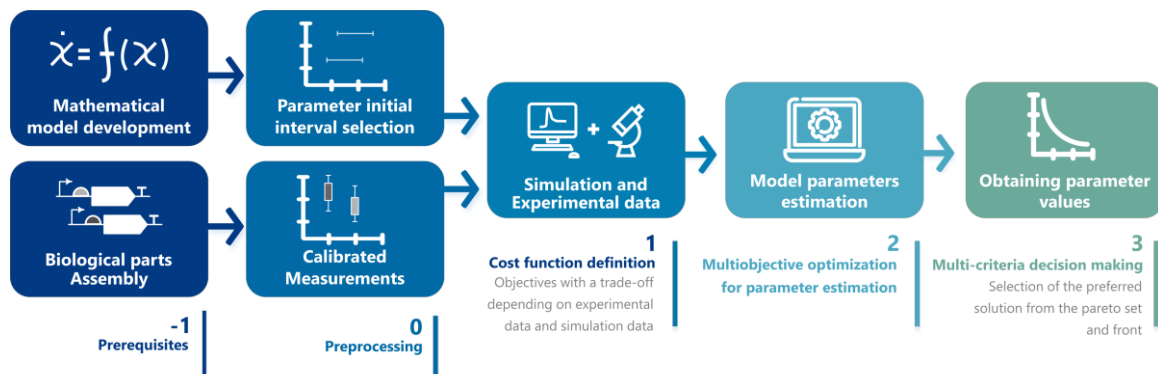 ẋ=f(x)
Mathematical
model development
Parameter initial
interval selection
Biological parts
Assembly
Calibrated
Measurements
Simulation and
Experimental data
Model parameters
estimation
Obtaining parameter
values
-1
Prerequisites
0
Preprocessing
1
Cost function definition
Objectives with a trade-off
depending on experimental
data and simulation data
2
Multiobjective optimization
for parameter estimation
3
Multi-criteria decision making
Selection of the preferred
solution from the pareto set
and front